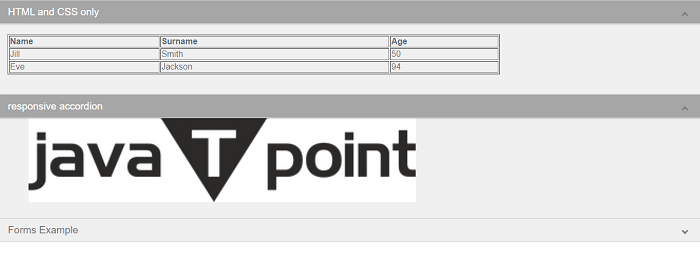 HTML and CSS only
Name Surname Age
Jill Smith 50
Eve Jackson 94
responsive accordion
java T point
Forms Example